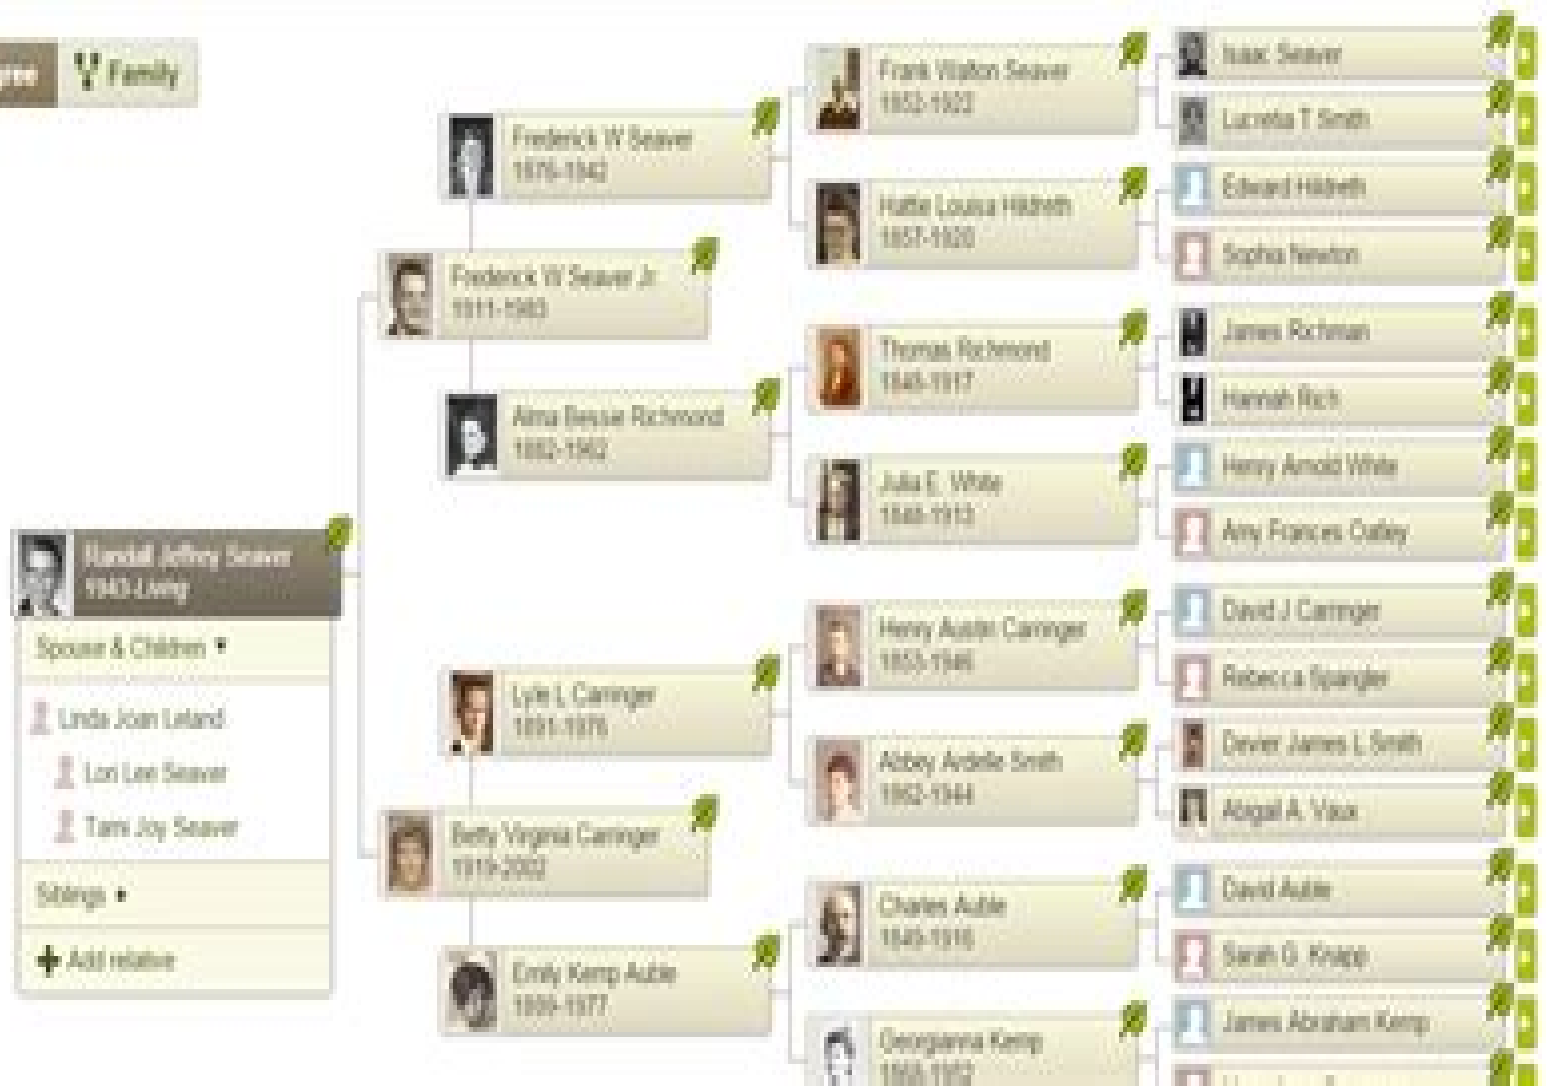 Family
Frank Walton Seaver
1852-1922
Isaac Seaver
Lucretia T Smith
Frederick W Seaver
1876-1942
Hattie Louisa Hildreth
1857-1920
Edward Hildreth
Sophia Newton
Frederick W Seaver Jr.
1911-1983
Thomas Richmond
1848-1917
James Richman
Hannah Rich
Alma Bessie Richmond
1882-1962
Julia E. White
1848-1913
Henry Arnold White
Amy Frances Oatley
Randall Jeffrey Seaver
1943-Living
Spouse & Children
Linda Joan Leland
Lori Lee Seaver
Tami Joy Seaver
Siblings
Add relative
Henry Austin Carringer
1853-1946
David J Carringer
Rebecca Spangler
Lyle L Carringer
1891-1976
Abbey Ardelle Smith
1862-1944
Devier James L Smith
Abigail A. Vaux
Betty Virginia Carringer
1919-2002
Charles Auble
1849-1916
David Auble
Sarah G. Knapp
Emily Kemp Auble
1899-1977
Georgianna Kemp
1868-1952
James Abraham Kemp